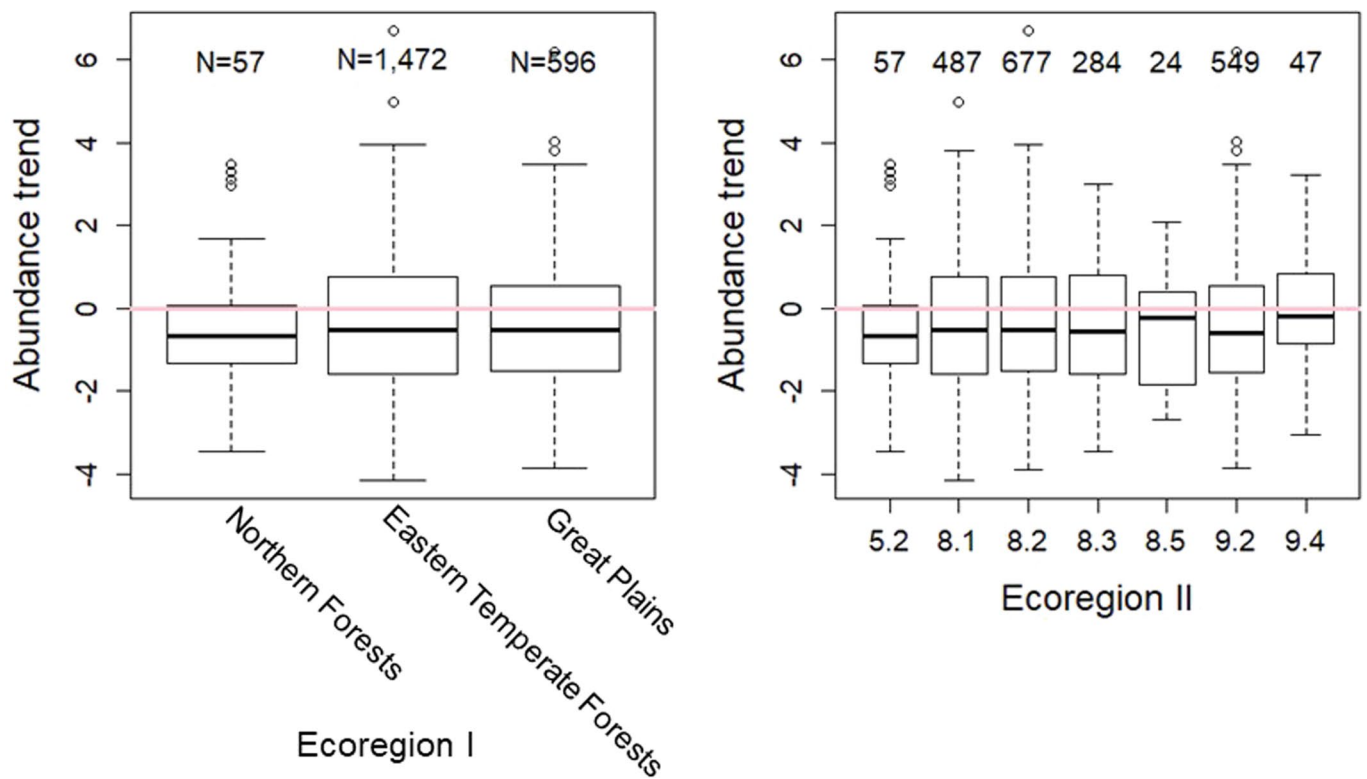 Abundance trend
6
4
2
0
-2
-4
N=57
N=1,472
N=596
Northern Forests
Eastern Temperate Forests
Great Plains
Ecoregion I
Abundance trend
6
4
2
0
-2
-4
57 487 677 284 24 549 47
5.2 8.1 8.2 8.3 8.5 9.2 9.4
Ecoregion II